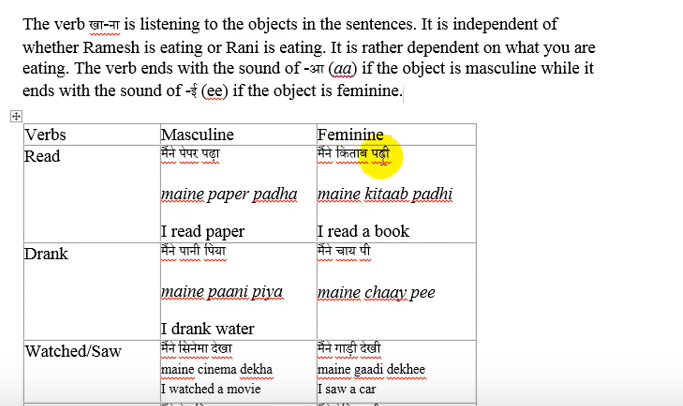 The verb खा-ना is listening to the objects in the sentences. It is independent of
whether Ramesh is eating or Rani is eating. It is rather dependent on what you are
eating. The verb ends with the sound of -आ (aa) if the object is masculine while it
ends with the sound of -ई (ee) if the object is feminine.
Verbs Masculine Feminine
Read मैंने पेपर पढ़ा मैंने किताब पढ़ी
maine paper padha maine kitaab padhi
I read paper I read a book
Drank मैंने पानी पिया मैंने चाय पी
maine paani piya maine chaay pee
I drank water
Watched/Saw मैंने सिनेमा देखा मैंने गाड़ी देखी
maine cinema dekha maine gaadi dekhee
I watched a movie I saw a car